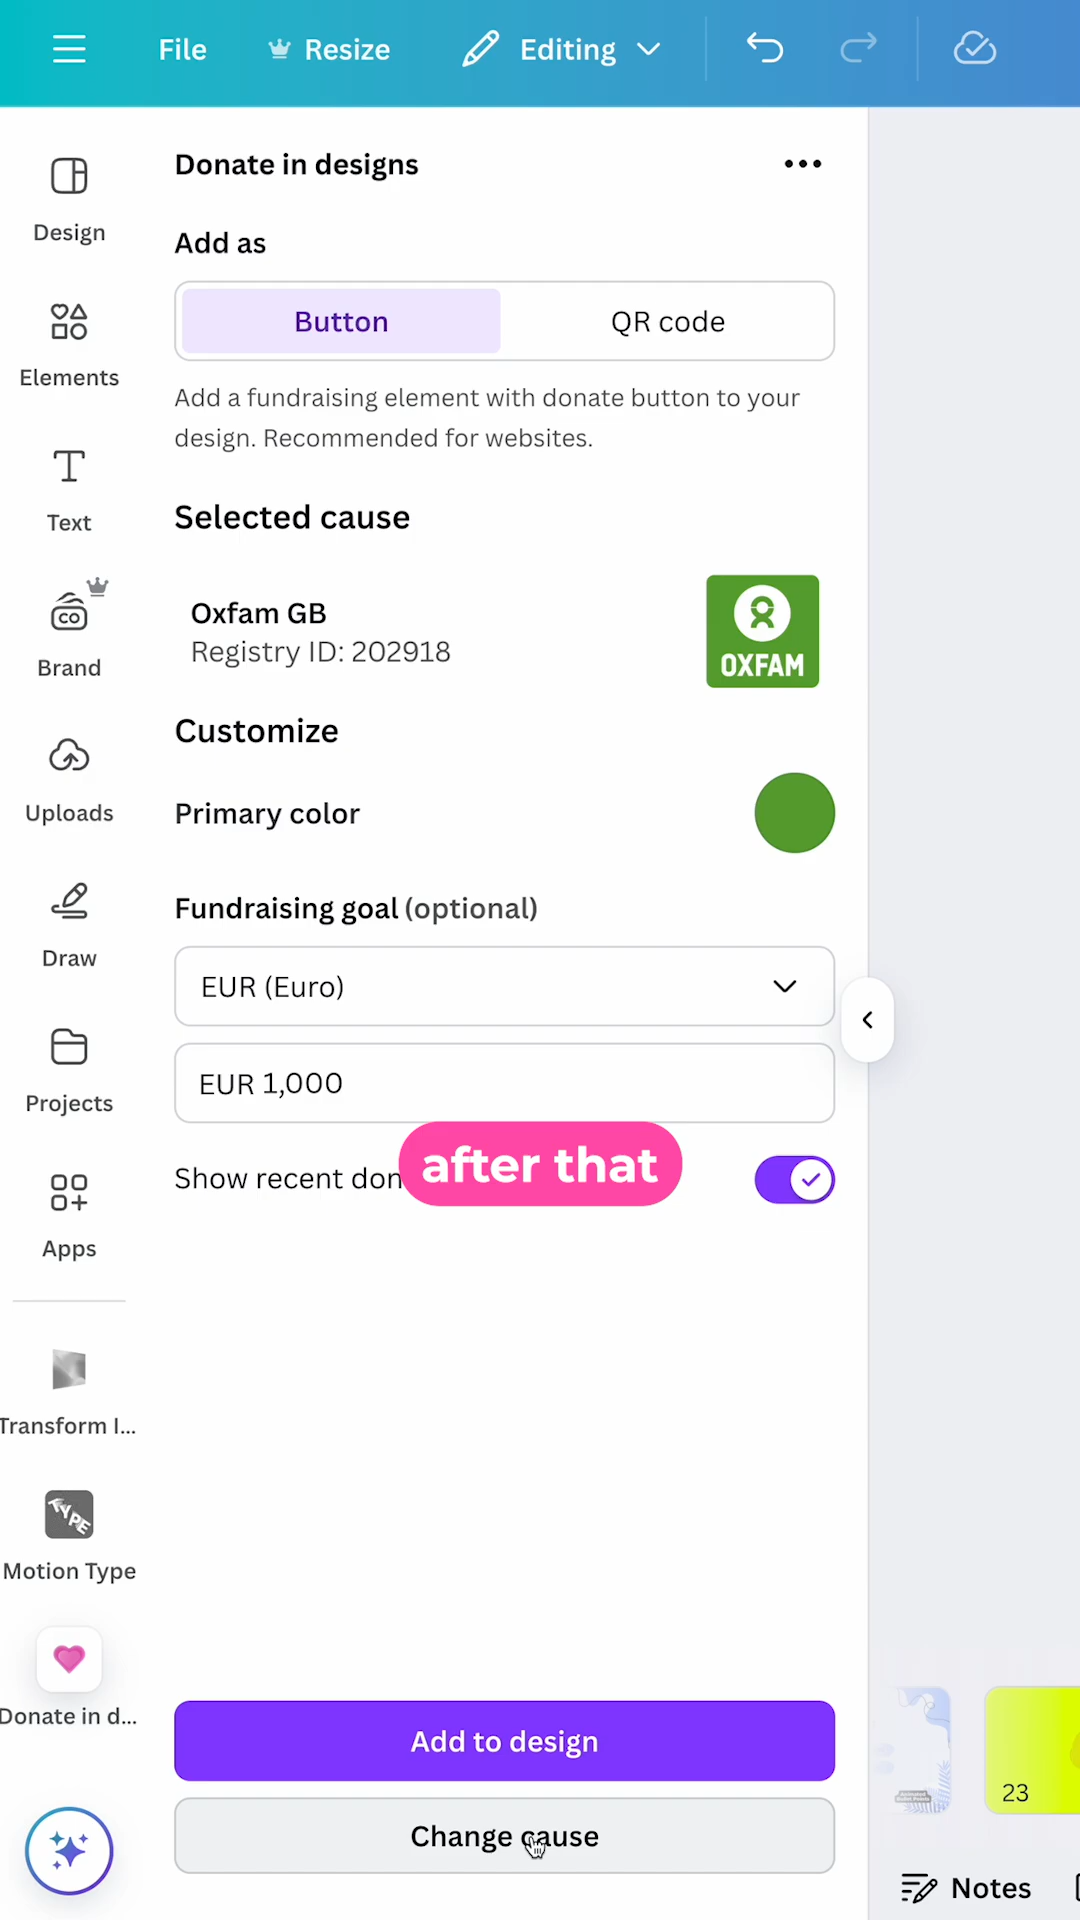 File
Resize
Editing
Donate in designs
Design
Add as
Button
QR code
Elements
Add a fundraising element with donate button to your
design. Recommended for websites.
Text
Selected cause
Brand
CO
Oxfam GB
Registry ID: 202918
OXFAM
Customize
Uploads
Primary color
Draw
Fundraising goal (optional)
EUR (Euro)
EUR 1,000
Projects
Show recent don
after that
Apps
Transform I...
TYPE
Motion Type
Donate in d...
Add to design
Change cause
23
Notes